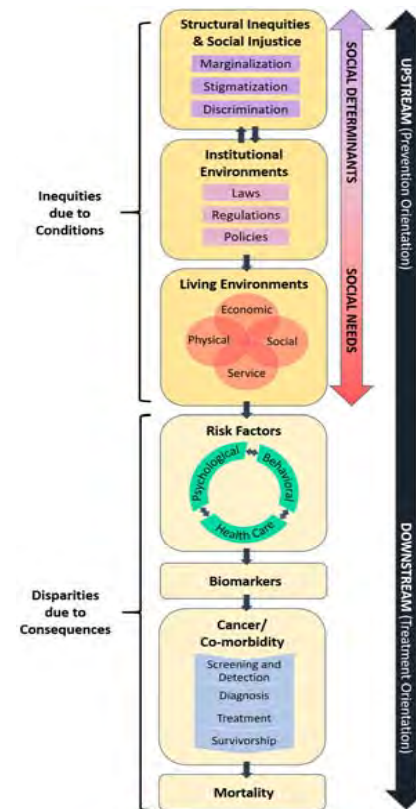 Structural Inequities
& Social Injustice
Marginalization
Stigmatization
Discrimination
Institutional Environments
Laws
Regulations
Policies
Living Environments
Economic
Physical
Social
Service
Inequities
due to
Conditions
SOCIAL DETERMINANTS
SOCIAL NEEDS
UPSTREAM (Prevention Orientation)
Risk Factors
Psychological
Behavioral
Health Care
Biomarkers
Cancer/
Co-morbidity
Screening and
Detection
Diagnosis
Treatment
Survivorship
Mortality
Disparities
due to
Consequences
DOWNSTREAM (Treatment Orientation)